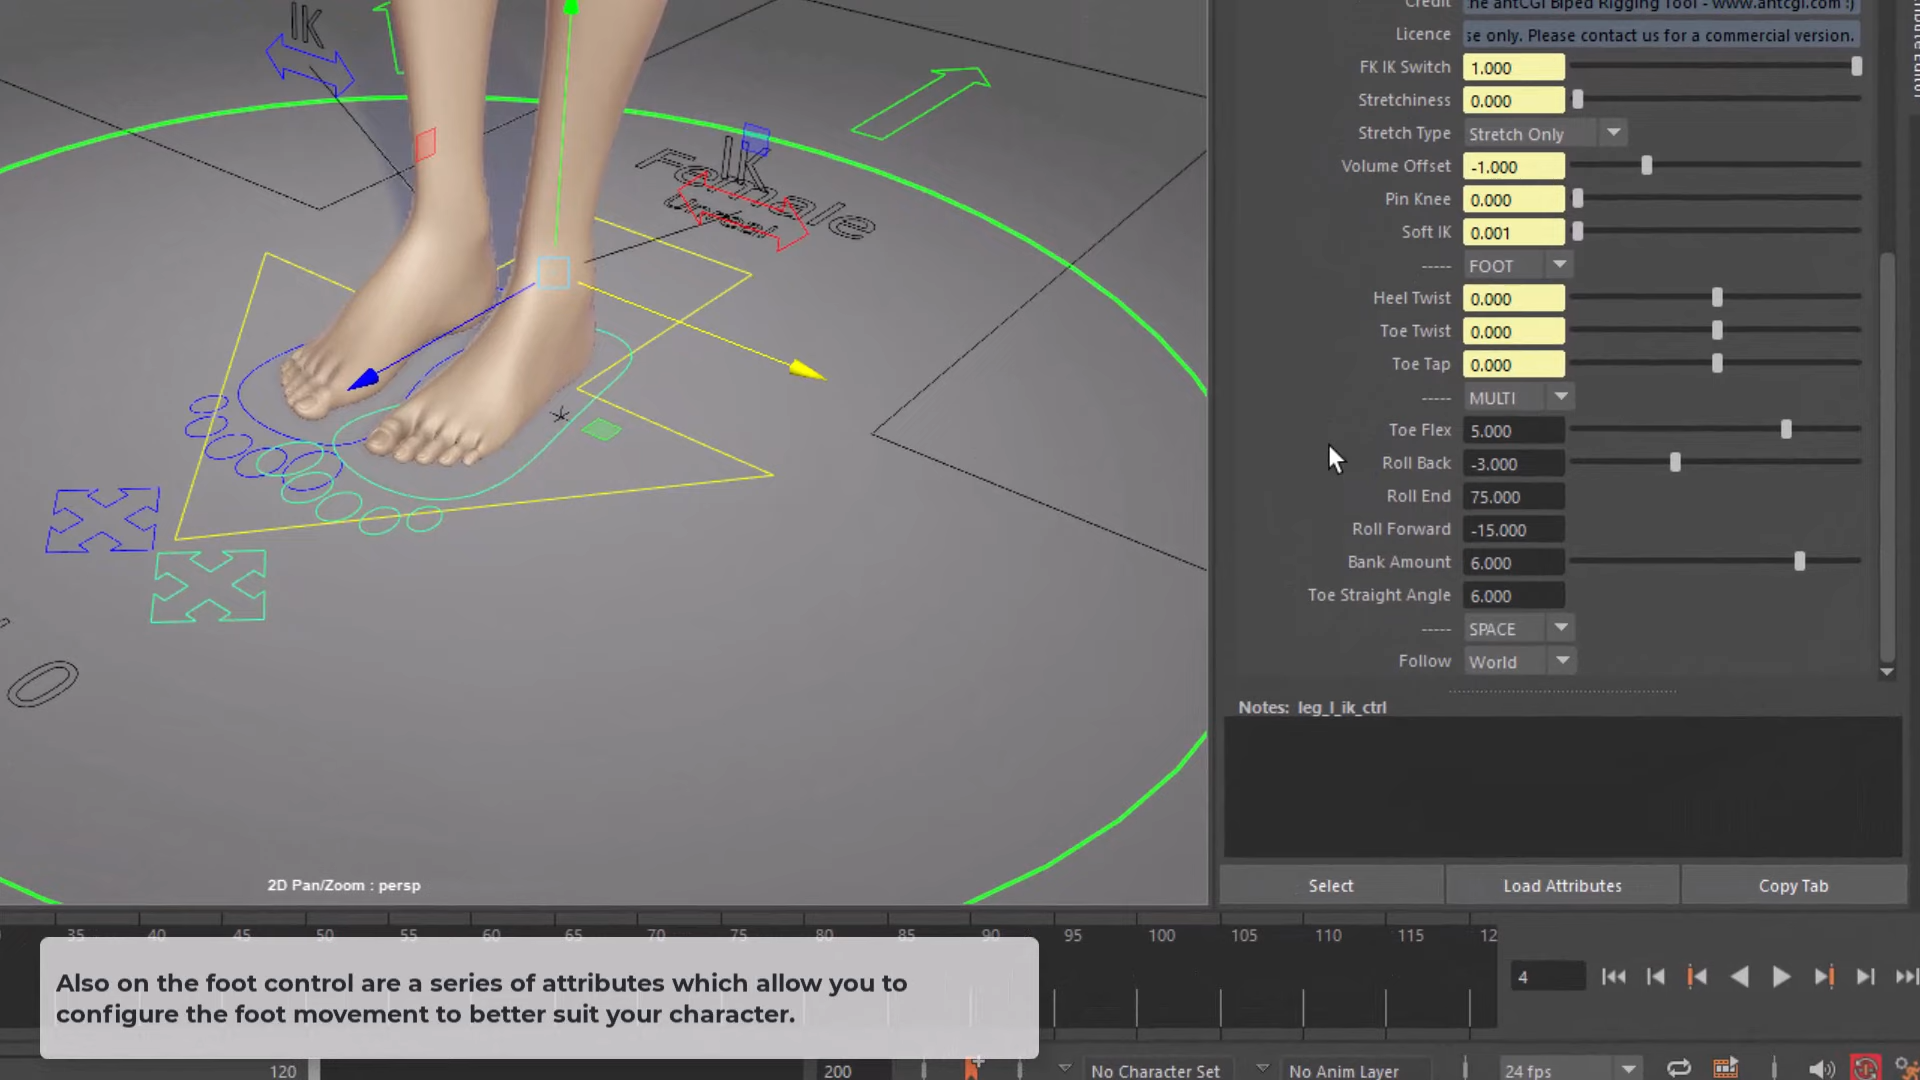 Credit he antCGI Biped Rigging Tool - www.antcgi.com :)
Licence se only. Please contact us for a commercial version.
FK IK Switch 1.000
Stretchiness 0.000
Stretch Type Stretch Only
Volume Offset -1.000
Pin Knee 0.000
Soft IK 0.001
----- FOOT
Heel Twist 0.000
Toe Twist 0.000
Toe Tap 0.000
----- MULTI
Toe Flex 5.000
Roll Back -3.000
Roll End 75.000
Roll Forward -15.000
Bank Amount 6.000
Toe Straight Angle 6.000
----- SPACE
Follow World
Notes: leg_l_ik_ctrl
Select Load Attributes Copy Tab
IK
IK
Female
2D Pan/Zoom : persp
35 40 45 50 55 60 65 70 75 80 85 90 95 100 105 110 115 12
4
Also on the foot control are a series of attributes which allow you to
configure the foot movement to better suit your character.
120 200 No Character Set No Anim Layer 24 fps